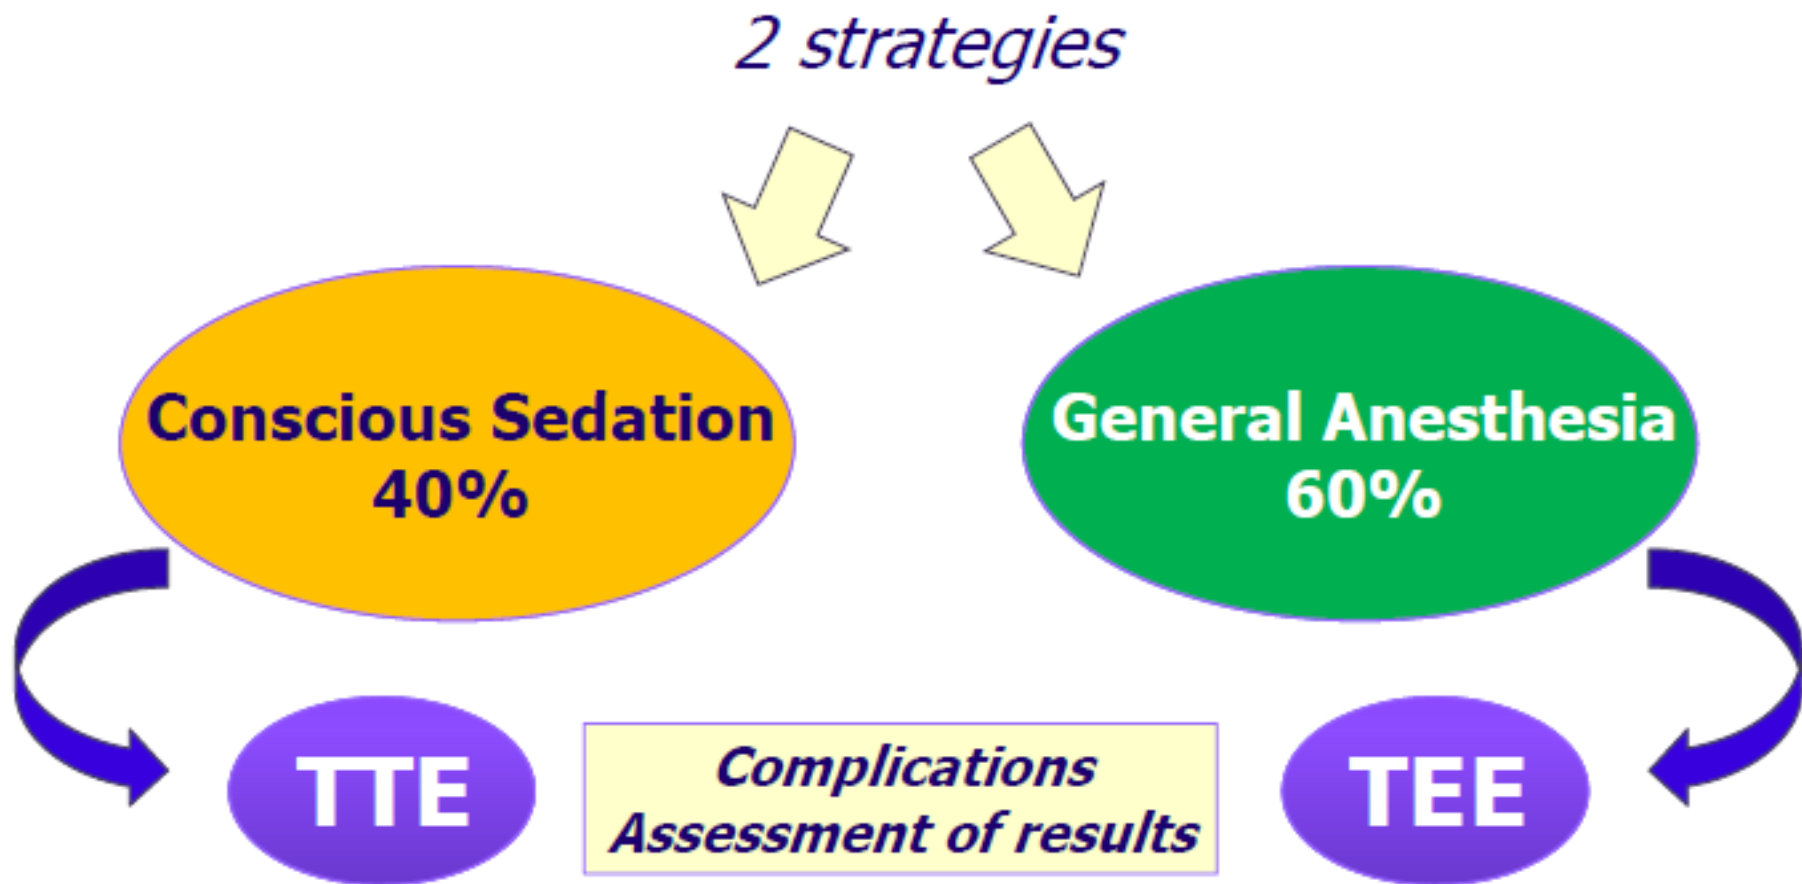 2 strategies
Conscious Sedation
40%
General Anesthesia
60%
TTE
Complications
Assessment of results
TEE